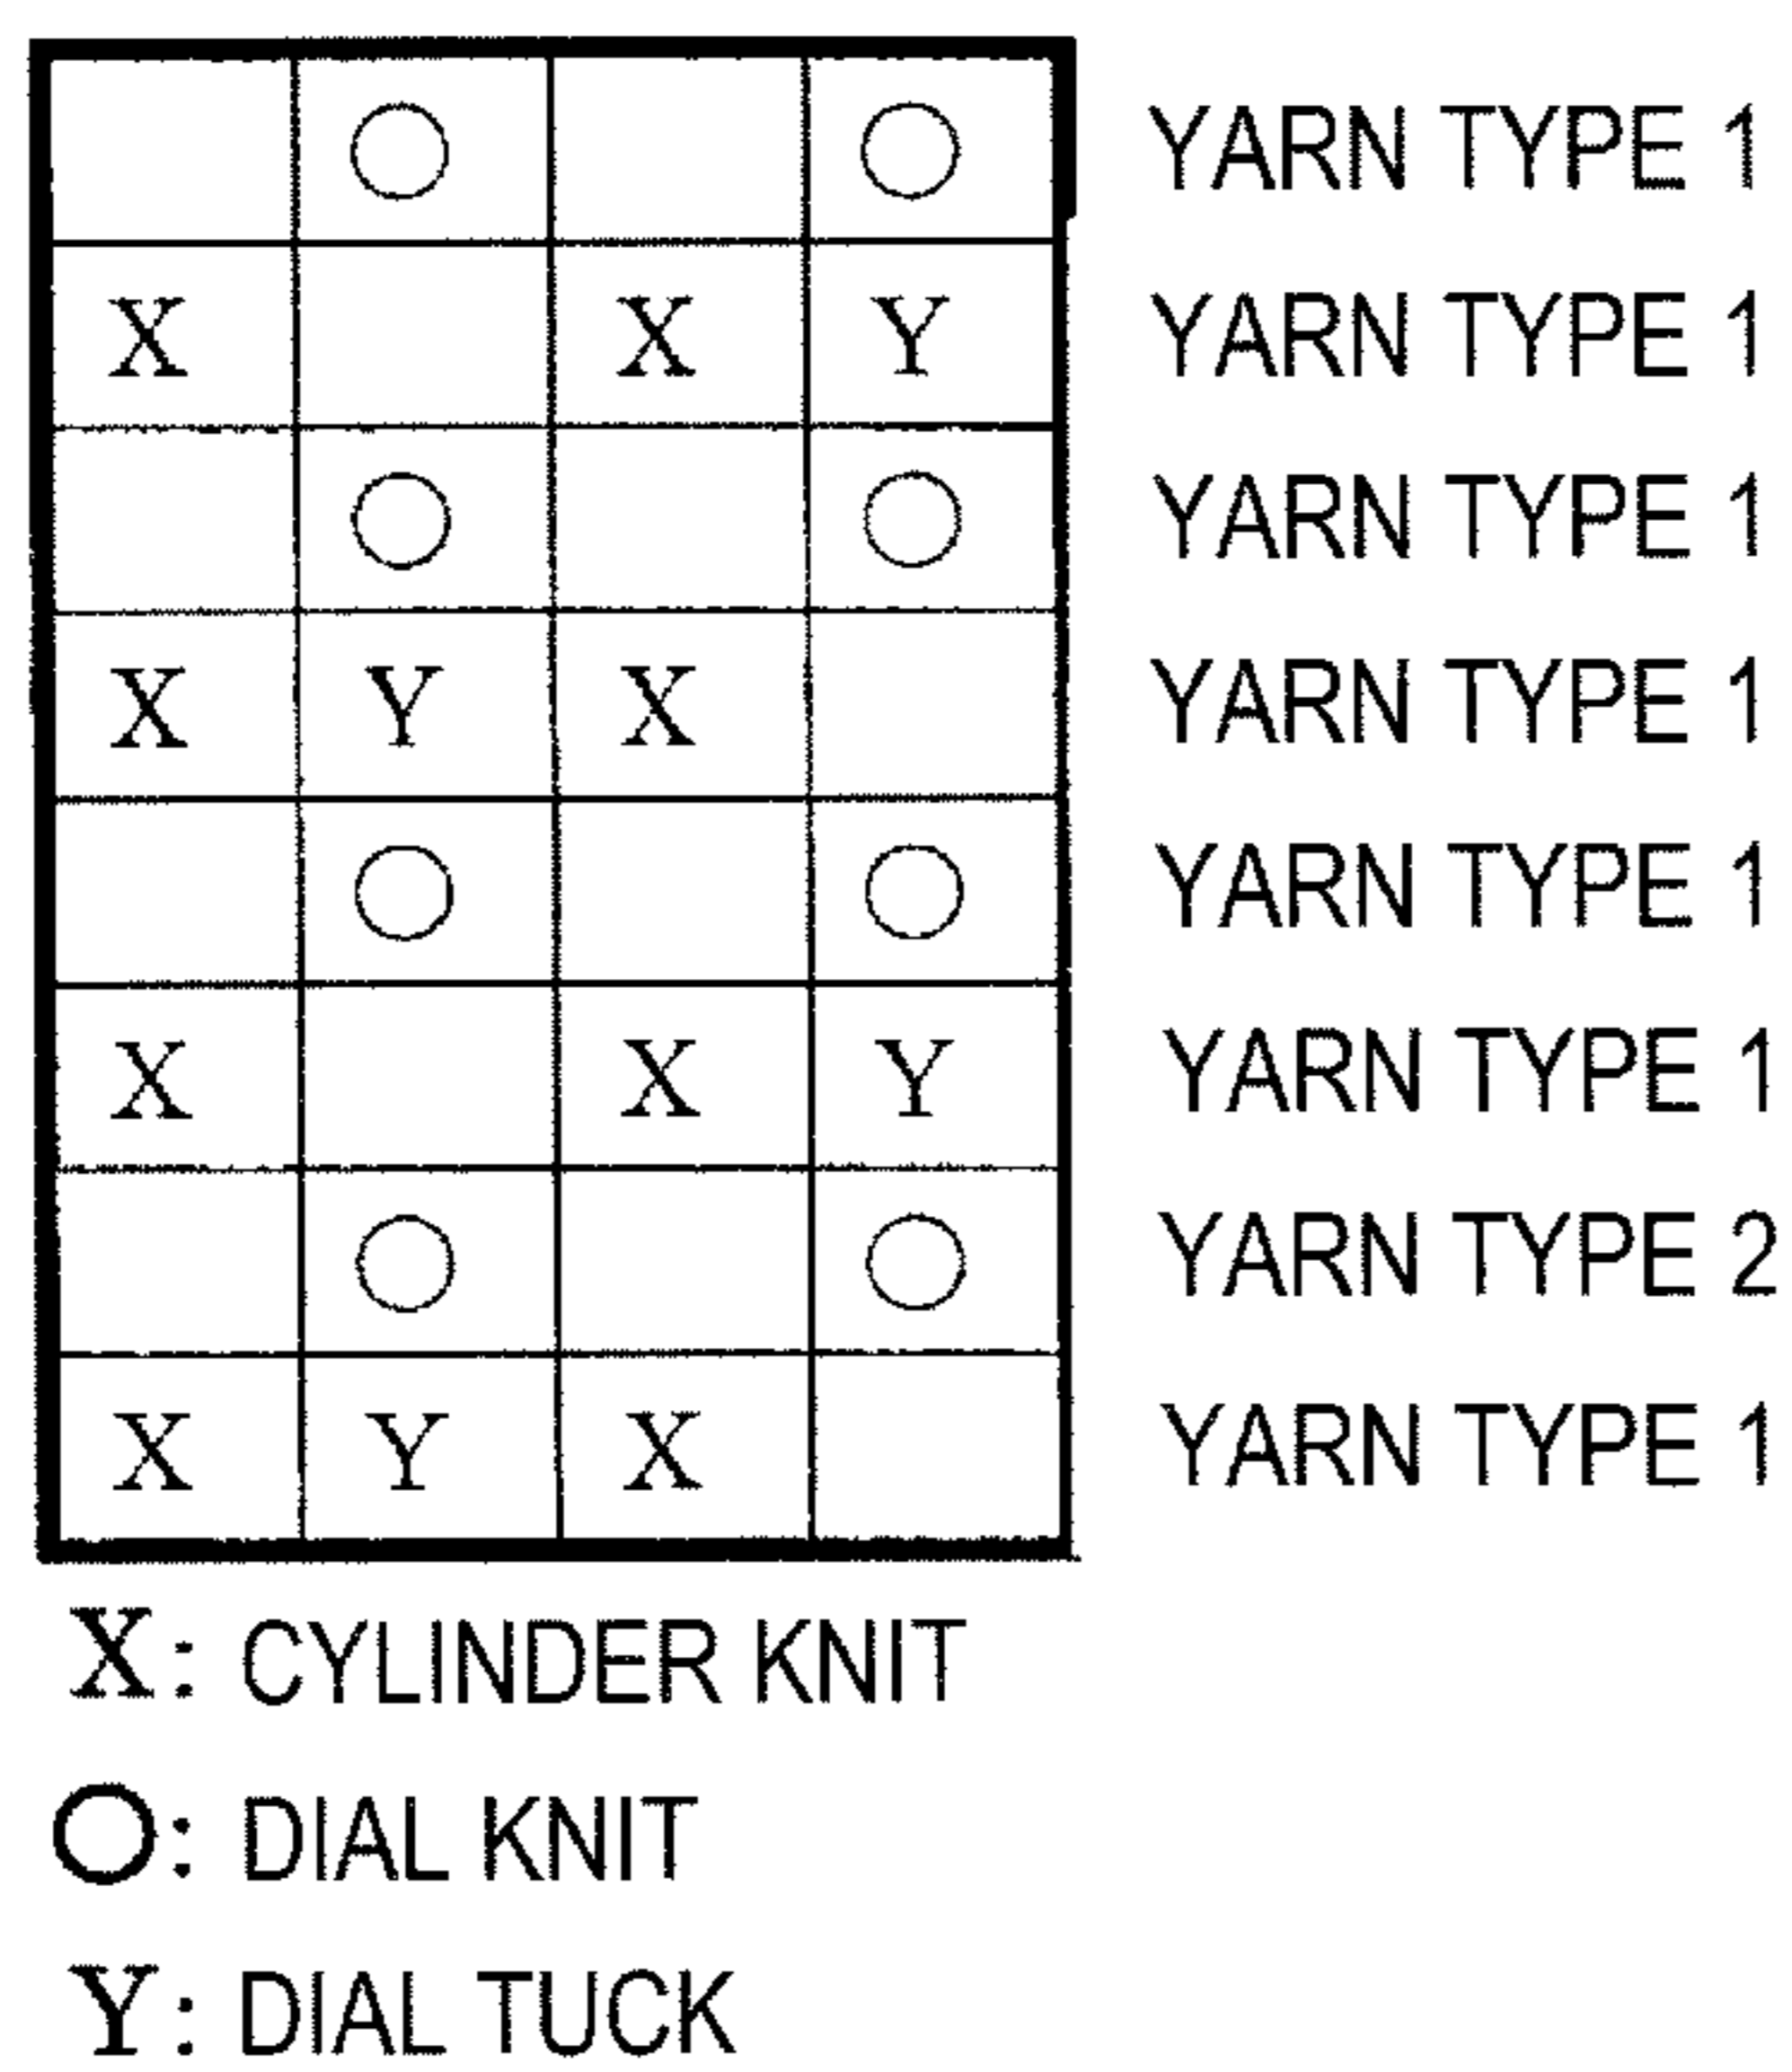 ○ ○ YARN TYPE 1
X X Y YARN TYPE 1
○ ○ YARN TYPE 1
X Y X YARN TYPE 1
○ ○ YARN TYPE 1
X X Y YARN TYPE 1
○ ○ YARN TYPE 2
X Y X YARN TYPE 1
X: CYLINDER KNIT
○: DIAL KNIT
Y: DIAL TUCK